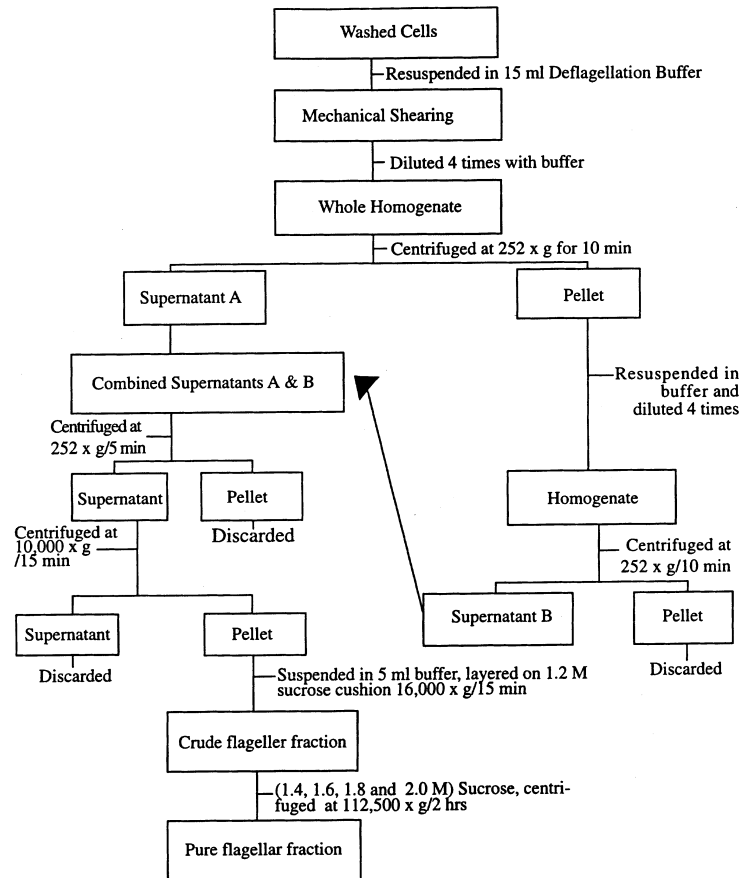 Washed Cells
Resuspended in 15 ml Deflagellation Buffer
Mechanical Shearing
Diluted 4 times with buffer
Whole Homogenate
Centrifuged at 252 x g for 10 min
Supernatant A
Pellet
Combined Supernatants A & B
Resuspended in
buffer and
diluted 4 times
Centrifuged at
252 x g/5 min
Supernatant
Pellet
Discarded
Homogenate
Centrifuged at
10,000 x g
/15 min
Centrifuged at
252 x g/10 min
Supernatant B
Pellet
Discarded
Supernatant
Discarded
Pellet
Suspended in 5 ml buffer, layered on 1.2 M
sucrose cushion 16,000 x g/15 min
Crude flageller fraction
(1.4, 1.6, 1.8 and 2.0 M) Sucrose, centri-
fuged at 112,500 x g/2 hrs
Pure flagellar fraction